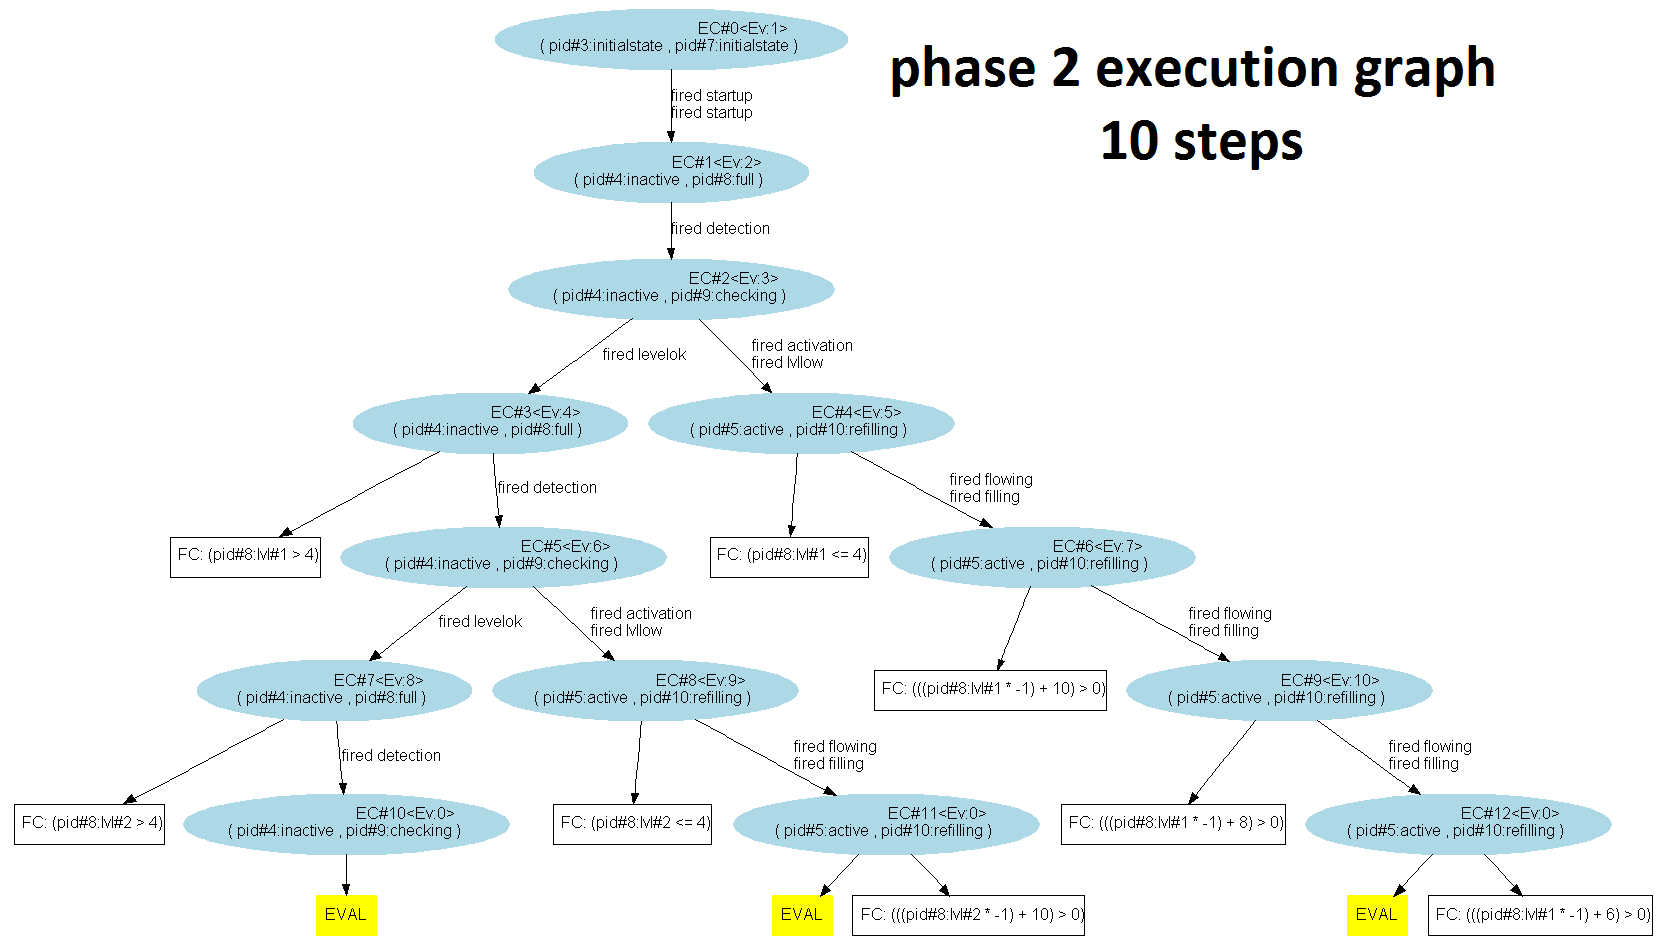 EC#0<Ev:1>
( pid#3:initialstate , pid#7:initialstate )
phase 2 execution graph
10 steps
fired startup
fired startup
EC#1<Ev:2>
( pid#4:inactive , pid#8:full )
fired detection
EC#2<Ev:3>
( pid#4:inactive , pid#9:checking )
fired levelok
fired activation
fired lvllow
EC#3<Ev:4>
( pid#4:inactive , pid#8:full )
EC#4<Ev:5>
( pid#5:active , pid#10:refilling )
fired detection
fired flowing
fired filling
FC: (pid#8:lvl#1 > 4)
EC#5<Ev:6>
( pid#4:inactive , pid#9:checking )
FC: (pid#8:lvl#1 <= 4)
EC#6<Ev:7>
( pid#5:active , pid#10:refilling )
fired levelok
fired activation
fired lvllow
fired flowing
fired filling
EC#7<Ev:8>
( pid#4:inactive , pid#8:full )
EC#8<Ev:9>
( pid#5:active , pid#10:refilling )
FC: (((pid#8:lvl#1 * -1) + 10) > 0)
EC#9<Ev:10>
( pid#5:active , pid#10:refilling )
fired detection
fired flowing
fired filling
fired flowing
fired filling
FC: (pid#8:lvl#2 > 4)
EC#10<Ev:0>
( pid#4:inactive , pid#9:checking )
FC: (pid#8:lvl#2 <= 4)
EC#11<Ev:0>
( pid#5:active , pid#10:refilling )
FC: (((pid#8:lvl#1 * -1) + 8) > 0)
EC#12<Ev:0>
( pid#5:active , pid#10:refilling )
EVAL
EVAL
FC: (((pid#8:lvl#2 * -1) + 10) > 0)
EVAL
FC: (((pid#8:lvl#1 * -1) + 6) > 0)